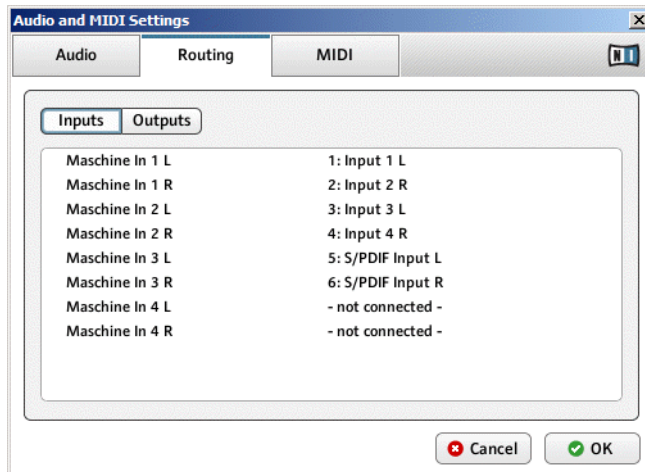 Audio and MIDI Settings
Audio Routing MIDI
NI
Inputs Outputs
Maschine In 1 L 1: Input 1 L
Maschine In 1 R 2: Input 2 R
Maschine In 2 L 3: Input 3 L
Maschine In 2 R 4: Input 4 R
Maschine In 3 L 5: S/PDIF Input L
Maschine In 3 R 6: S/PDIF Input R
Maschine In 4 L - not connected -
Maschine In 4 R - not connected -
Cancel OK